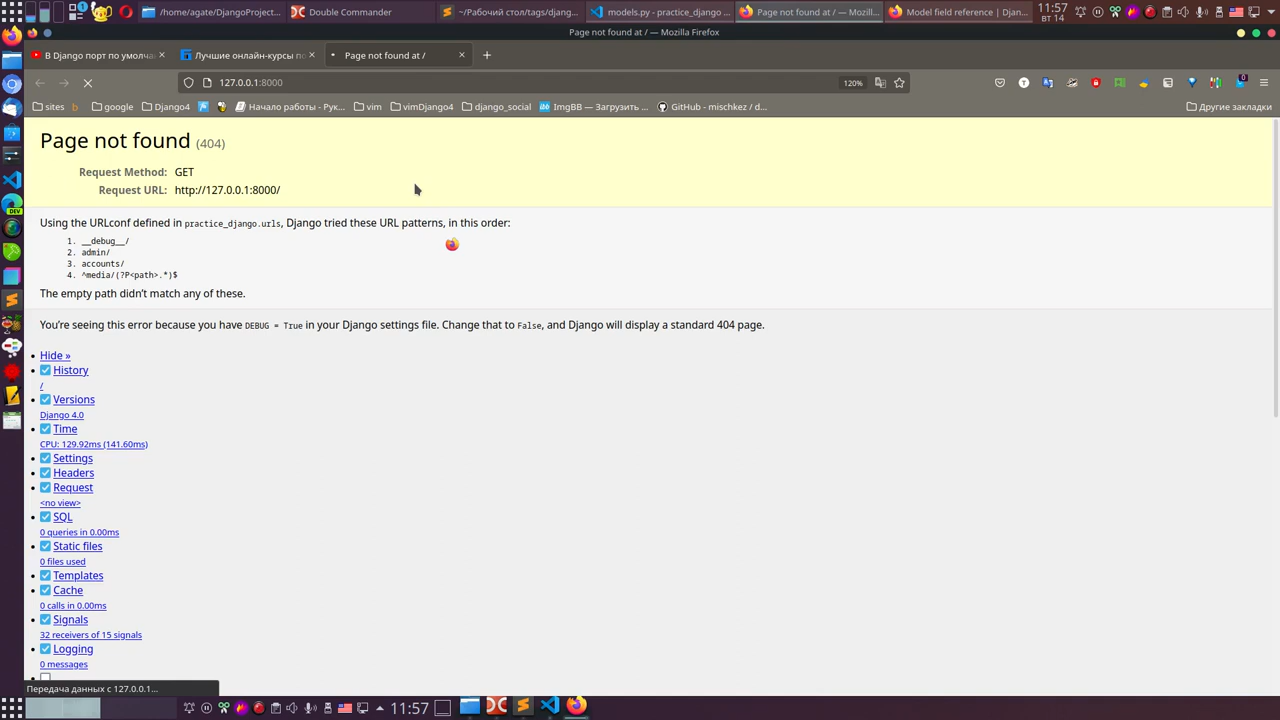 /home/agate/DjangoProject...
Double Commander
~/Рабочий стол/tags/djang...
models.py - practice_django ...
Page not found at / — Mozill...
Model field reference | Djan...
11:57
вт 14
Page not found at / — Mozilla Firefox
В Django порт по умолча
Лучшие онлайн-курсы по
Page not found at /
127.0.0.1:8000
120%
sites
google
Django4
Начало работы - Рук...
vim
vimDjango4
django_social
ImgBB — Загрузить ...
GitHub - mischkez / d...
Другие закладки
Page not found (404)
Request Method: GET
Request URL: http://127.0.0.1:8000/
Using the URLconf defined in practice_django.urls, Django tried these URL patterns, in this order:
1. __debug__/
2. admin/
3. accounts/
4. ^media/(?P<path>.*)$
The empty path didn’t match any of these.
You’re seeing this error because you have DEBUG = True in your Django settings file. Change that to False, and Django will display a standard 404 page.
Hide »
History
/
Versions
Django 4.0
Time
CPU: 129.92ms (141.60ms)
Settings
Headers
Request
<no view>
SQL
0 queries in 0.00ms
Static files
0 files used
Templates
Cache
0 calls in 0.00ms
Signals
32 receivers of 15 signals
Logging
0 messages
Передача данных с 127.0.0.1...
11:57